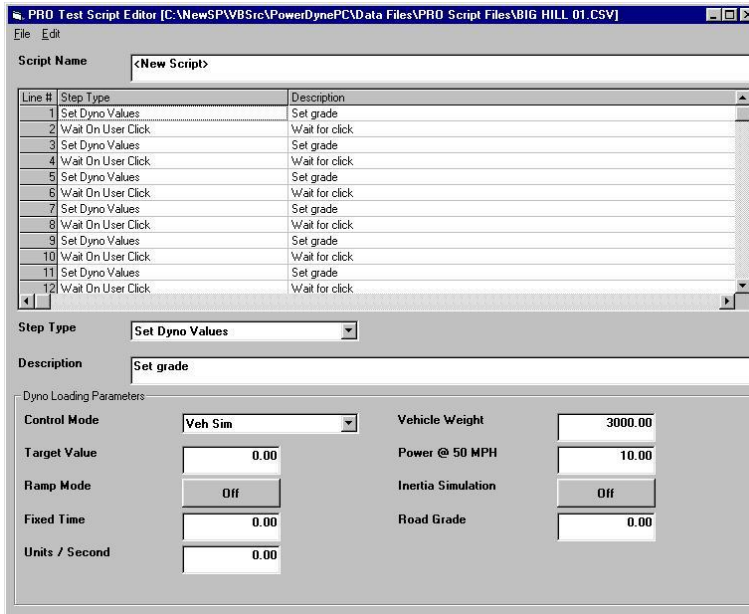 PRO Test Script Editor [C:\NewSP\VBSrc\PowerDynePC\Data Files\PRO Script Files\BIG HILL 01.CSV]
File Edit
Script Name <New Script>
Line # Step Type Description
1 Set Dyno Values Set grade
2 Wait On User Click Wait for click
3 Set Dyno Values Set grade
4 Wait On User Click Wait for click
5 Set Dyno Values Set grade
6 Wait On User Click Wait for click
7 Set Dyno Values Set grade
8 Wait On User Click Wait for click
9 Set Dyno Values Set grade
10 Wait On User Click Wait for click
11 Set Dyno Values Set grade
12 Wait On User Click Wait for click
Step Type Set Dyno Values
Description Set grade
Dyno Loading Parameters
Control Mode Veh Sim Vehicle Weight 3000.00
Target Value 0.00 Power @ 50 MPH 10.00
Ramp Mode Off Inertia Simulation Off
Fixed Time 0.00 Road Grade 0.00
Units / Second 0.00